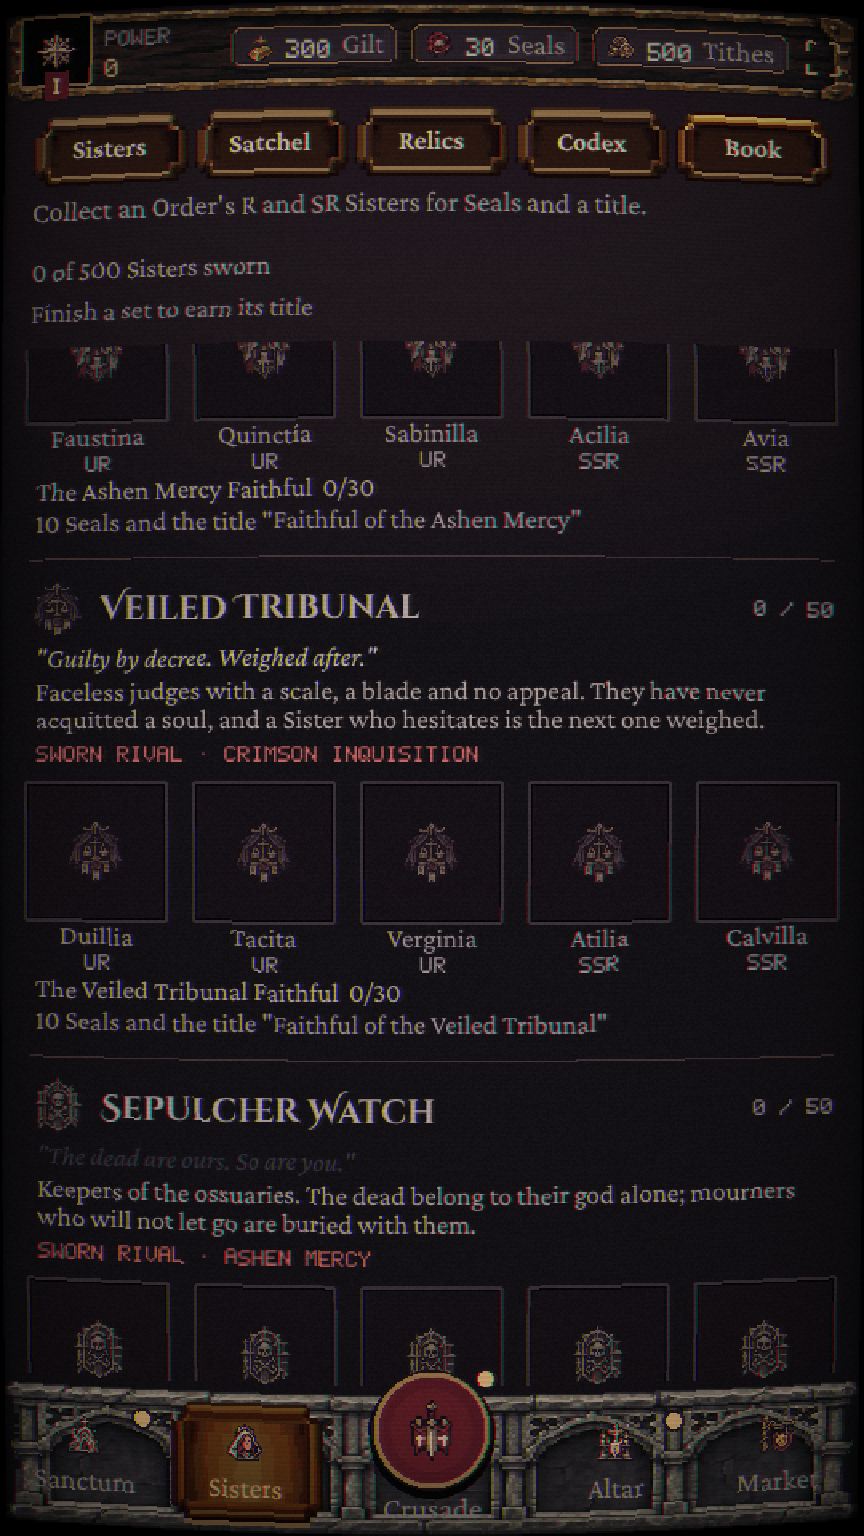 POWER
0
I
300 Gilt
30 Seals
500 Tithes
Sisters
Satchel
Relics
Codex
Book
Collect an Order's R and SR Sisters for Seals and a title.
0 of 500 Sisters sworn
Finish a set to earn its title
Faustina
UR
Quinctia
UR
Sabinilla
UR
Acilia
SSR
Avia
SSR
The Ashen Mercy Faithful 0/30
10 Seals and the title "Faithful of the Ashen Mercy"
VEILED TRIBUNAL
0 / 50
"Guilty by decree. Weighed after."
Faceless judges with a scale, a blade and no appeal. They have never
acquitted a soul, and a Sister who hesitates is the next one weighed.
SWORN RIVAL · CRIMSON INQUISITION
Duillia
UR
Tacita
UR
Verginia
UR
Atilia
SSR
Calvilla
SSR
The Veiled Tribunal Faithful 0/30
10 Seals and the title "Faithful of the Veiled Tribunal"
SEPULCHER WATCH
0 / 50
"The dead are ours. So are you."
Keepers of the ossuaries. The dead belong to their god alone; mourners
who will not let go are buried with them.
SWORN RIVAL · ASHEN MERCY
Sanctum
Sisters
Crusade
Altar
Market